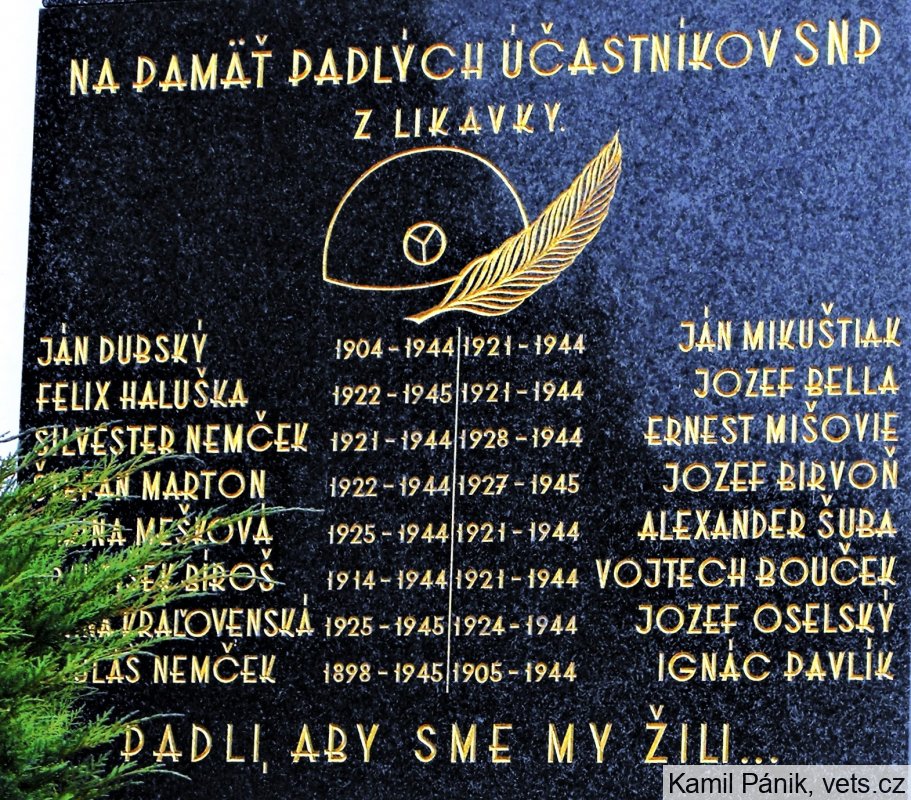 NA PAMÄŤ PADLÝCH ÚČASTNÍKOV SNP
Z LIKAVKY.
JÁN DUBSKÝ 1904-1944 1921-1944 JÁN MIKUŠTIAK
FELIX HALUŠKA 1922-1945 1921-1944 JOZEF BELLA
SILVESTER NEMČEK 1921-1944 1928-1944 ERNEST MIŠOVIE
ŠTEFAN MARTON 1922-1944 1927-1945 JOZEF BIRVOŇ
MEŠKOVÁ 1925-1944 1921-1944 ALEXANDER ŠUBA
BÍROŠ 1914-1944 1921-1944 VOJTECH BOUČEK
KRAĽOVENSKÁ 1925-1945 1924-1944 JOZEF OSELSKÝ
NEMČEK 1898-1945 1905-1944 IGNÁC PAVLÍK
PADLI, ABY SME MY ŽILI...
Kamil Pánik, vets.cz